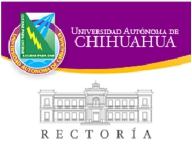 UNIVERSIDAD AUTÓNOMA DE
CHIHUAHUA
RECTORÍA